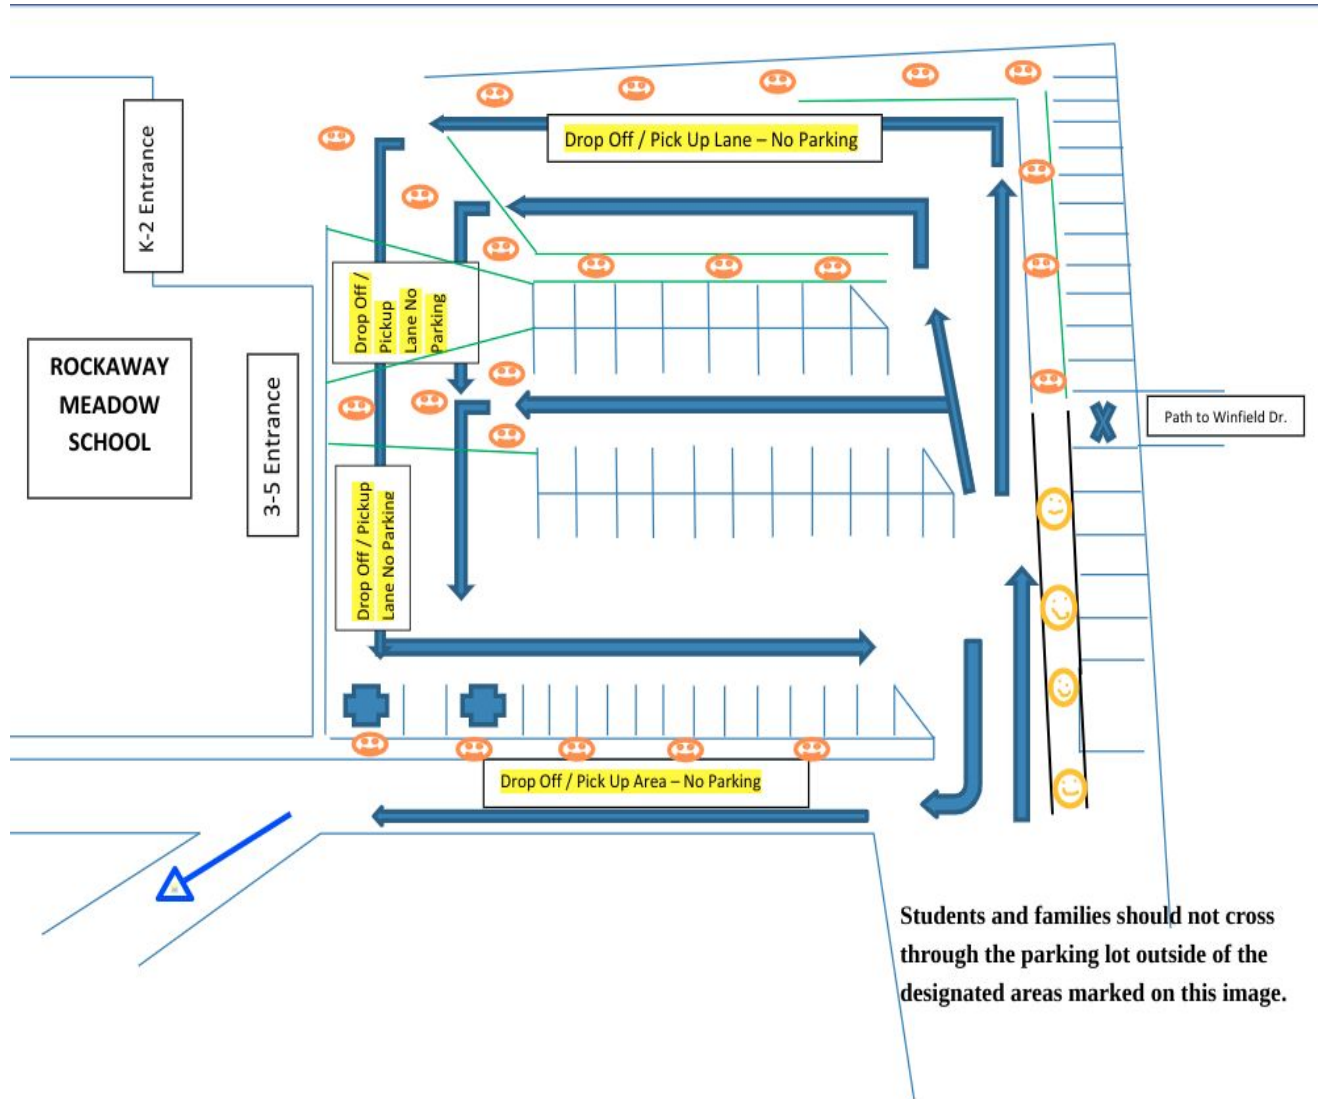 Drop Off / Pick Up Lane – No Parking
K-2 Entrance
Drop Off /
Pickup
Lane No
Parking
ROCKAWAY
MEADOW
SCHOOL
3-5 Entrance
Path to Winfield Dr.
Drop Off / Pickup
Lane No Parking
Drop Off / Pick Up Area – No Parking
Students and families should not cross
through the parking lot outside of the
designated areas marked on this image.